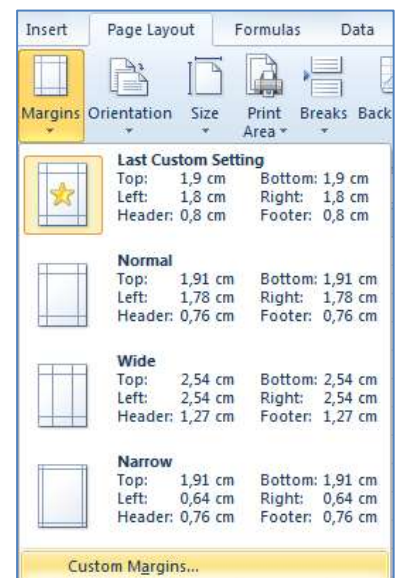 Insert Page Layout Formulas Data
Margins Orientation Size Print Area Breaks Back
Last Custom Setting
Top: 1,9 cm Bottom: 1,9 cm
Left: 1,8 cm Right: 1,8 cm
Header: 0,8 cm Footer: 0,8 cm
Normal
Top: 1,91 cm Bottom: 1,91 cm
Left: 1,78 cm Right: 1,78 cm
Header: 0,76 cm Footer: 0,76 cm
Wide
Top: 2,54 cm Bottom: 2,54 cm
Left: 2,54 cm Right: 2,54 cm
Header: 1,27 cm Footer: 1,27 cm
Narrow
Top: 1,91 cm Bottom: 1,91 cm
Left: 0,64 cm Right: 0,64 cm
Header: 0,76 cm Footer: 0,76 cm
Custom Margins...